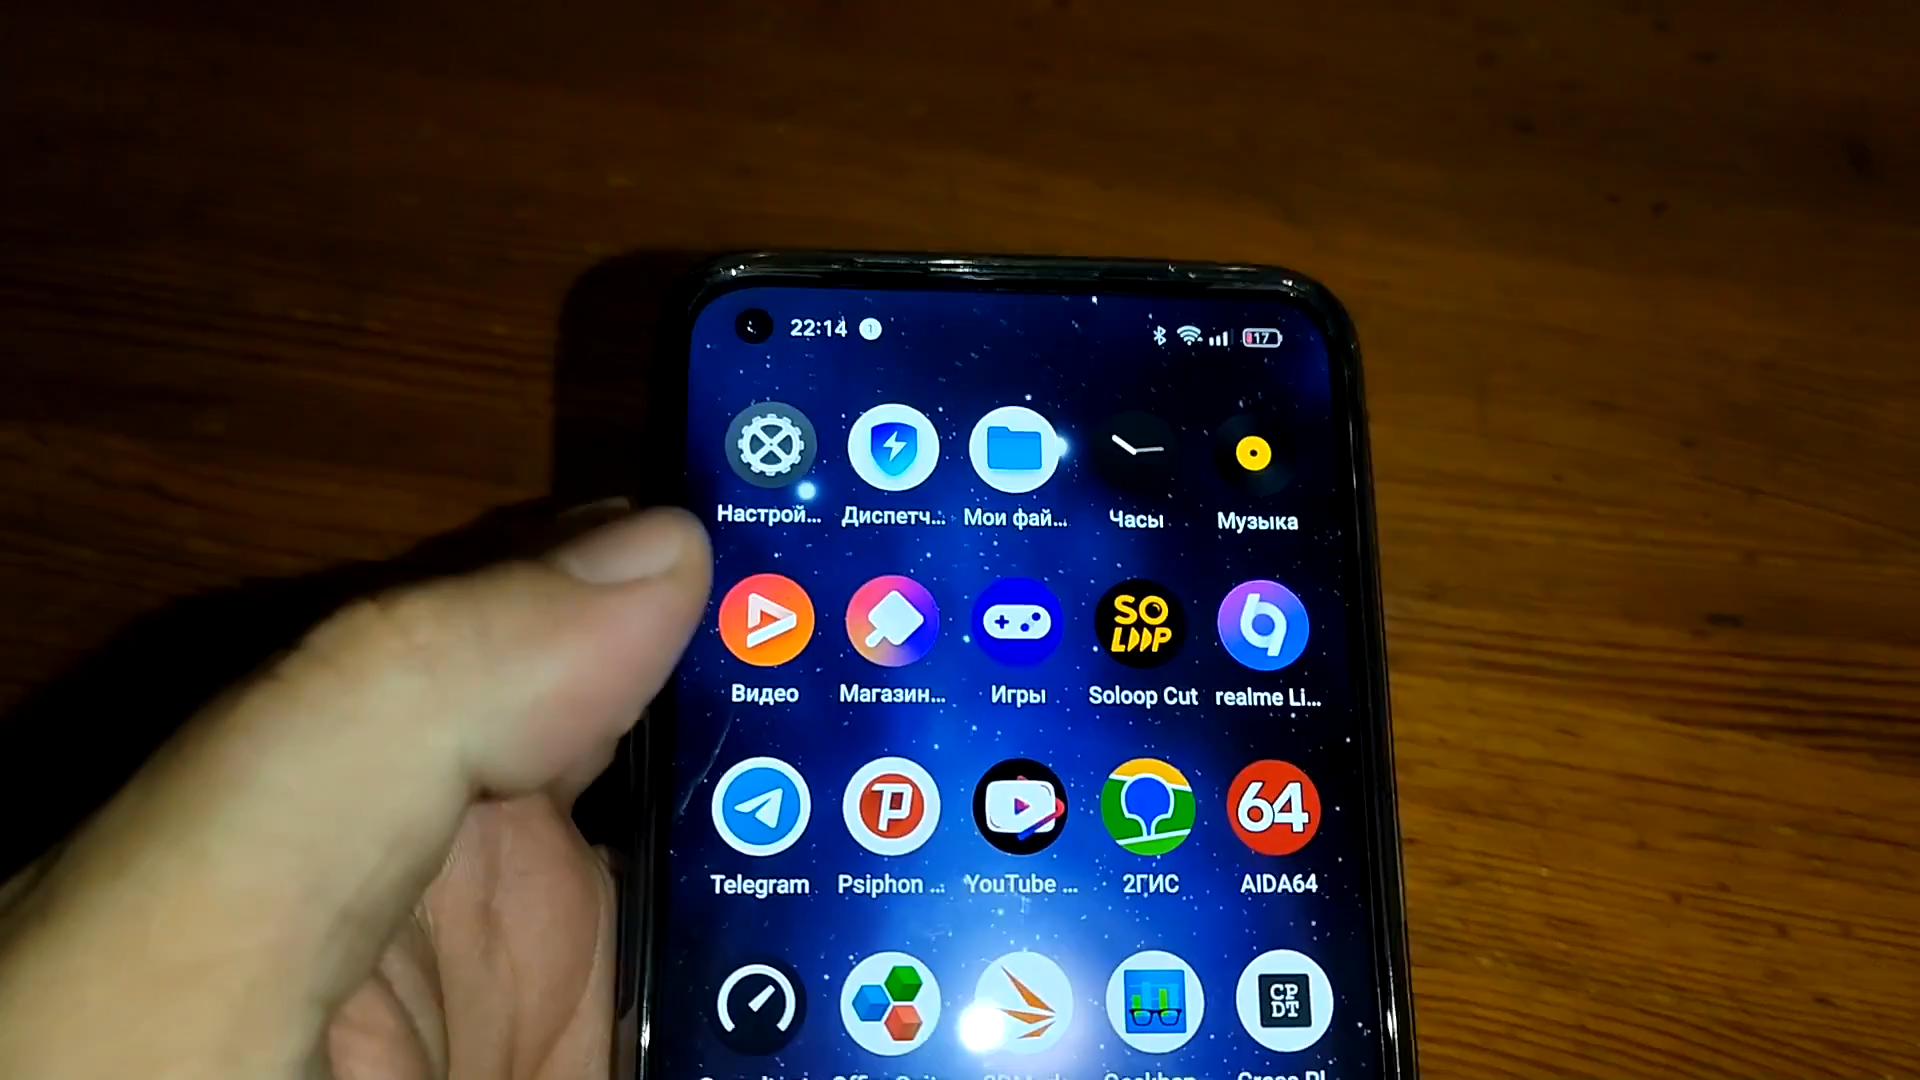 22:14 1 17
Настрой... Диспетч... Мои фай... Часы Музыка
SO
LOOP
Видео Магазин... Игры Soloop Cut realme Li...
64
Telegram Psiphon ... YouTube ... 2ГИС AIDA64
CP
DT